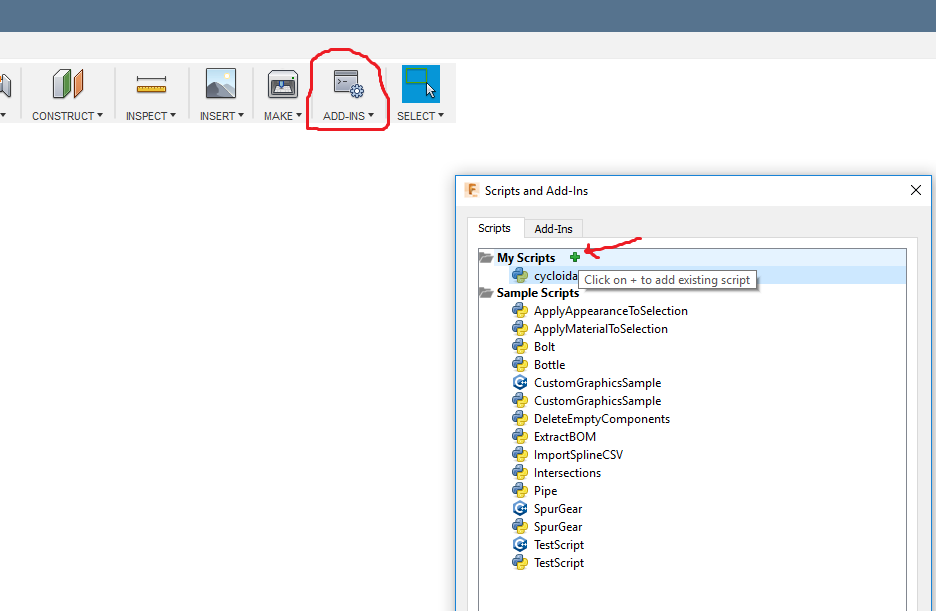 CONSTRUCT INSPECT INSERT MAKE ADD-INS SELECT
F Scripts and Add-Ins
Scripts Add-Ins
My Scripts
cycloida
Click on + to add existing script
Sample Scripts
ApplyAppearanceToSelection
ApplyMaterialToSelection
Bolt
Bottle
CustomGraphicsSample
CustomGraphicsSample
DeleteEmptyComponents
ExtractBOM
ImportSplineCSV
Intersections
Pipe
SpurGear
SpurGear
TestScript
TestScript